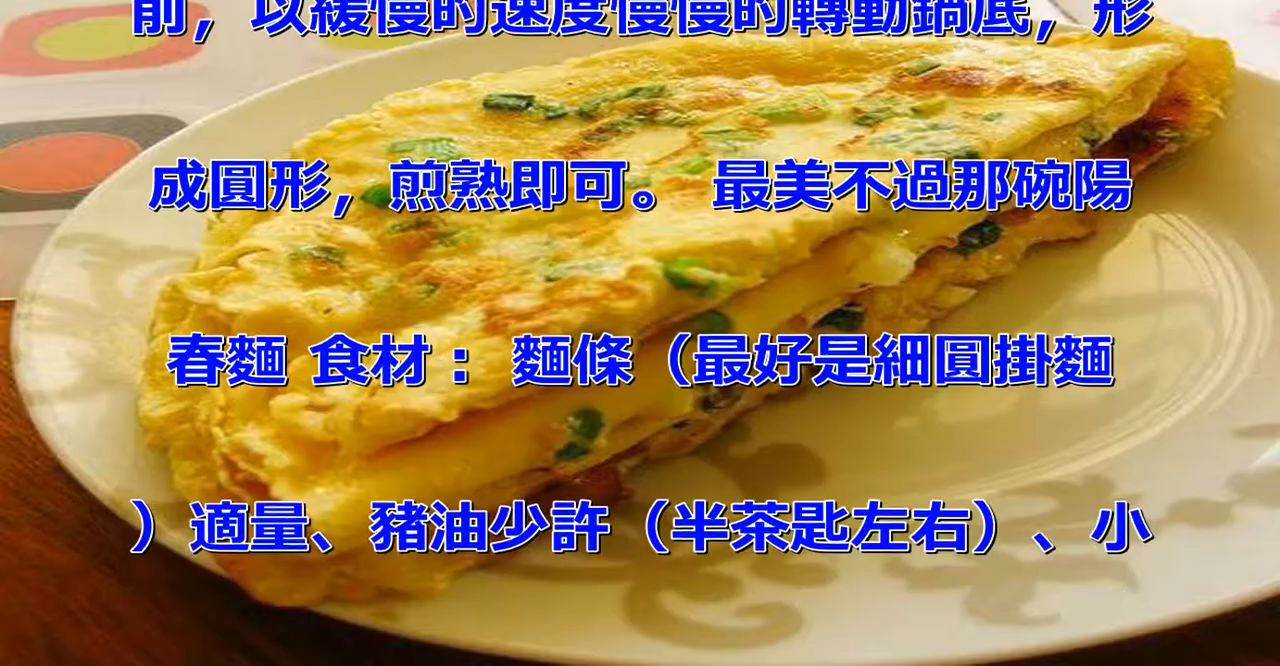 前，以緩慢的速度慢慢的轉動鍋底，形
成圓形，煎熟即可。 最美不過那碗陽
春麵 食材： 麵條（最好是細圓掛麵
）適量、豬油少許（半茶匙左右）、小